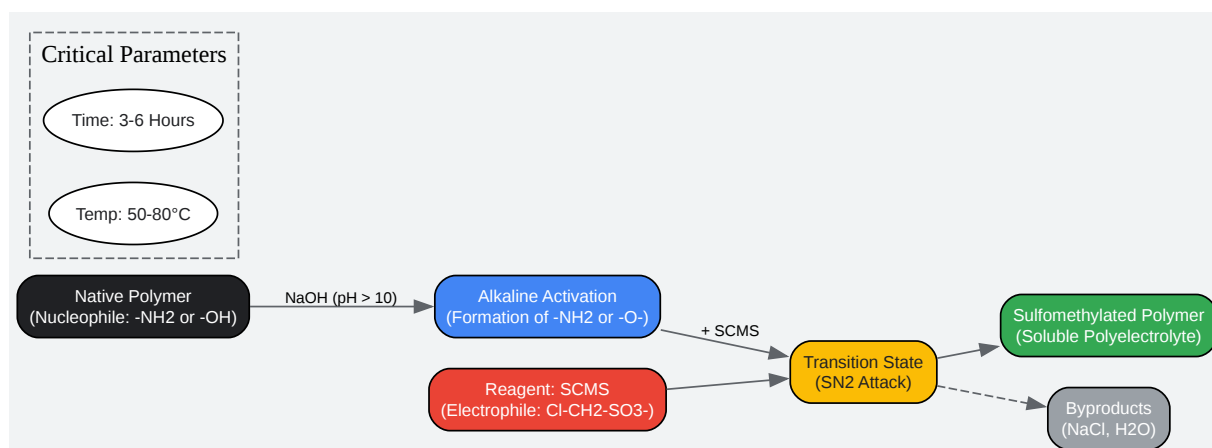 Critical Parameters
Time: 3-6 Hours
Temp: 50-80°C
Native Polymer
(Nucleophile: -NH2 or -OH)
NaOH (pH > 10)
Alkaline Activation
(Formation of -NH2 or -O-)
+ SCMS
Reagent: SCMS
(Electrophile: Cl-CH2-SO3-)
Transition State
(SN2 Attack)
Sulfomethylated Polymer
(Soluble Polyelectrolyte)
Byproducts
(NaCl, H2O)